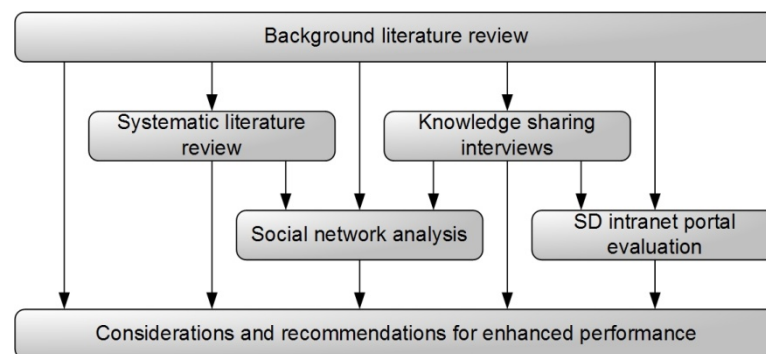 Background literature review
Systematic literature
review
Knowledge sharing
interviews
Social network analysis
SD intranet portal
evaluation
Considerations and recommendations for enhanced performance